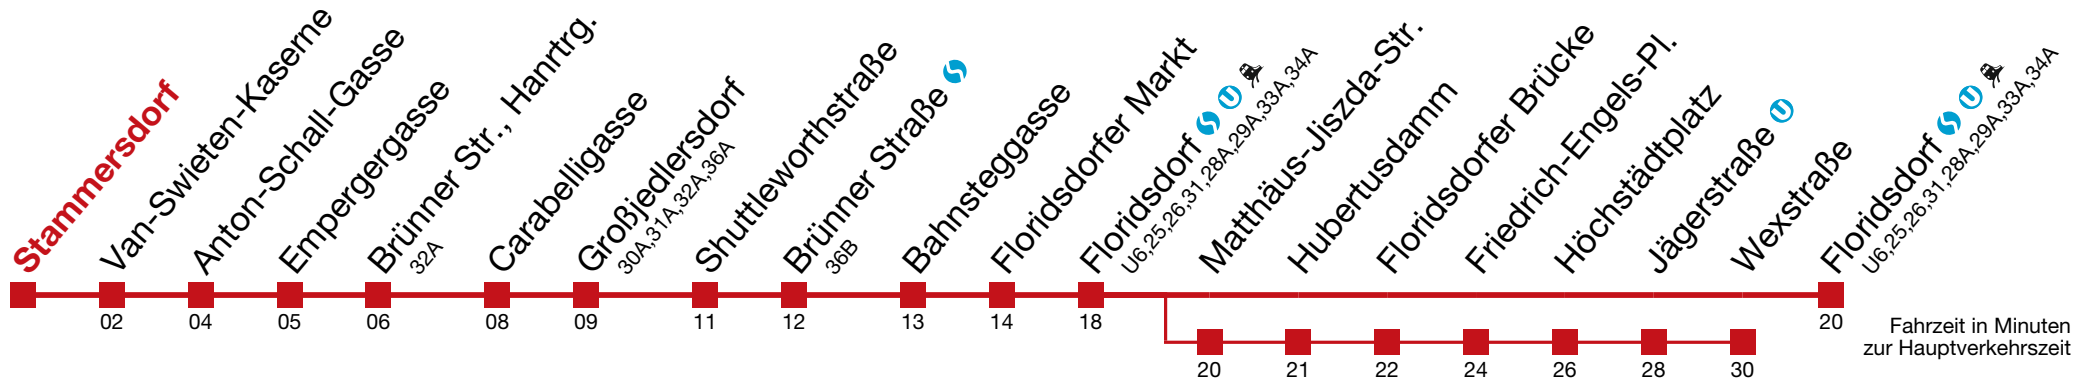 Stammersdorf
Van-Swieten-Kaserne
Anton-Schall-Gasse
Empergergasse
Brünner Str., Hanrtrg.
32A
Carabelligasse
Großjedlersdorf
30A,31A,32A,36A
Shuttleworthstraße
Brünner Straße
36B
Bahnsteggasse
Floridsdorfer Markt
Floridsdorf
U6,25,26,31,28A,29A,33A,34A
Matthäus-Jiszda-Str.
Hubertusdamm
Floridsdorfer Brücke
Friedrich-Engels-Pl.
Höchstädtplatz
Jägerstraße
Wexstraße
Floridsdorf
U6,25,26,31,28A,29A,33A,34A
02 04 05 06 08 09 11 12 13 14 18 20
20 21 22 24 26 28 30
Fahrzeit in Minuten
zur Hauptverkehrszeit